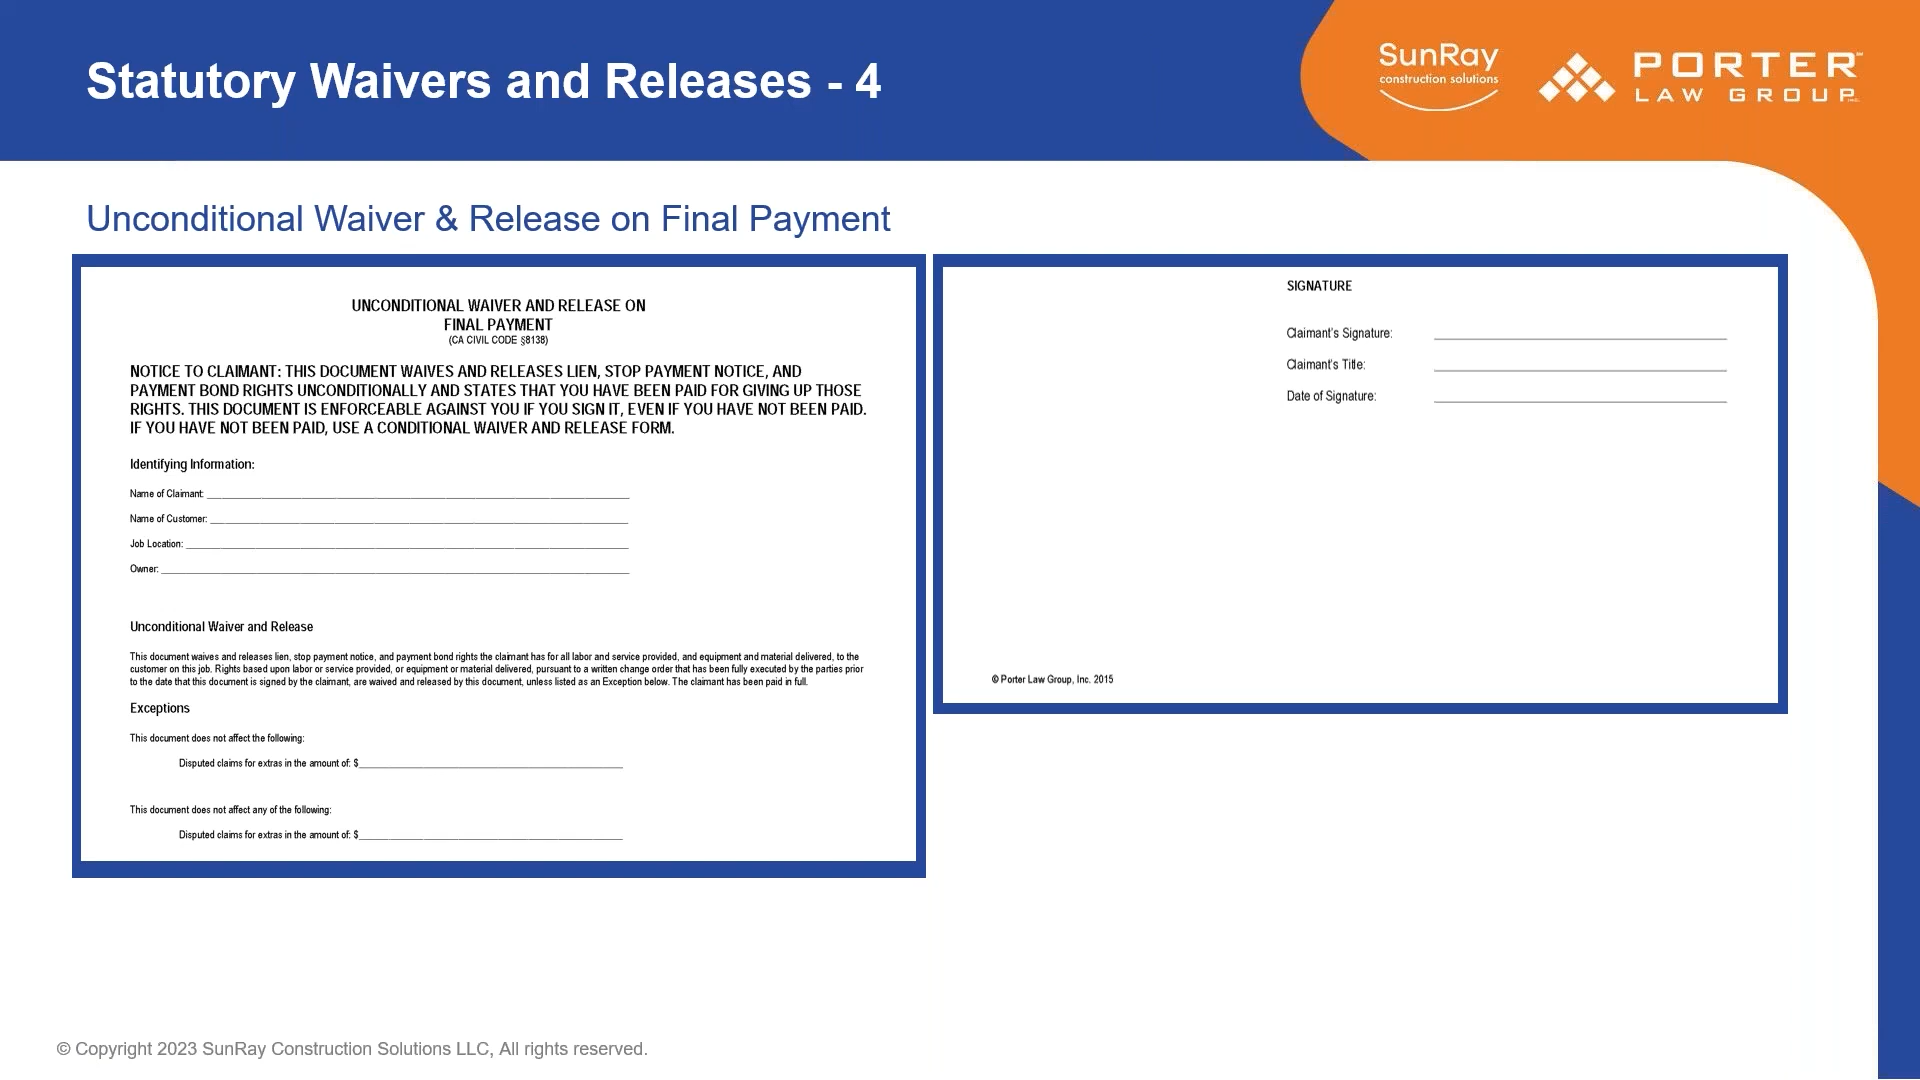 Statutory Waivers and Releases - 4
SunRay
construction solutions
PORTER
LAW GROUP
Unconditional Waiver & Release on Final Payment
UNCONDITIONAL WAIVER AND RELEASE ON
FINAL PAYMENT
(CA CIVIL CODE §8138)
NOTICE TO CLAIMANT: THIS DOCUMENT WAIVES AND RELEASES LIEN, STOP PAYMENT NOTICE, AND
PAYMENT BOND RIGHTS UNCONDITIONALLY AND STATES THAT YOU HAVE BEEN PAID FOR GIVING UP THOSE
RIGHTS. THIS DOCUMENT IS ENFORCEABLE AGAINST YOU IF YOU SIGN IT, EVEN IF YOU HAVE NOT BEEN PAID.
IF YOU HAVE NOT BEEN PAID, USE A CONDITIONAL WAIVER AND RELEASE FORM.
Identifying Information:
Name of Claimant:
Name of Customer:
Job Location:
Owner:
Unconditional Waiver and Release
This document waives and releases lien, stop payment notice, and payment bond rights the claimant has for all labor and service provided, and equipment and material delivered, to the
customer on this job. Rights based upon labor or service provided, or equipment or material delivered, pursuant to a written change order that has been fully executed by the parties prior
to the date that this document is signed by the claimant, are waived and released by this document, unless listed as an Exception below. The claimant has been paid in full.
Exceptions
This document does not affect the following:
Disputed claims for extras in the amount of: $
This document does not affect any of the following:
Disputed claims for extras in the amount of: $
SIGNATURE
Claimant's Signature:
Claimant's Title:
Date of Signature:
© Porter Law Group, Inc. 2015
© Copyright 2023 SunRay Construction Solutions LLC, All rights reserved.